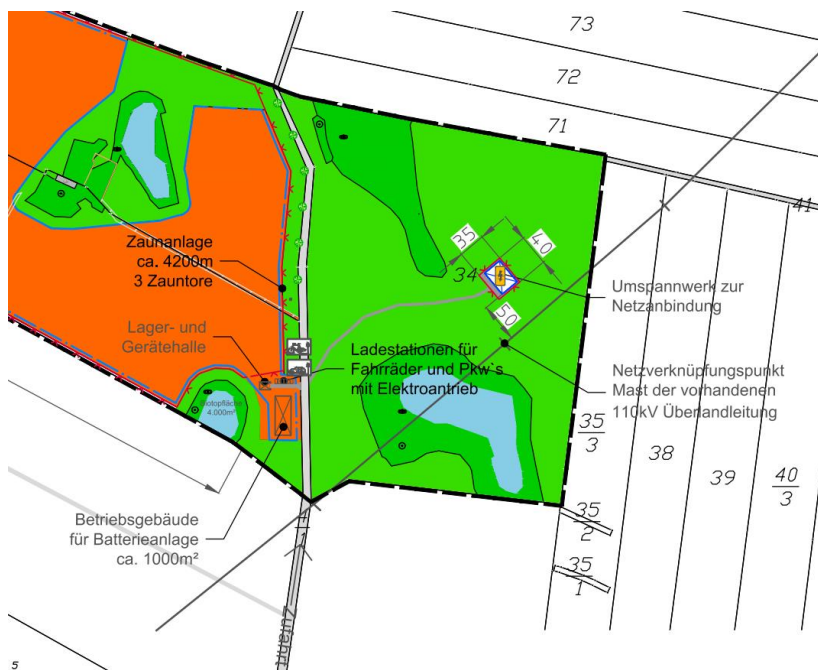 73
72
71
41
35
40
34
Zaunanlage
ca. 4200m
3 Zauntore
Umspannwerk zur
Netzanbindung
50
Lager- und
Gerätehalle
Ladestationen für
Fahrräder und Pkw`s
mit Elektroantrieb
Netzverknüpfungspunkt
Mast der vorhandenen
110kV Überlandleitung
Biotopfläche
4.000m²
35
3
38
39
40
3
Betriebsgebäude
für Batterieanlage
ca. 1000m²
35
2
35
1
Zufahrt
5